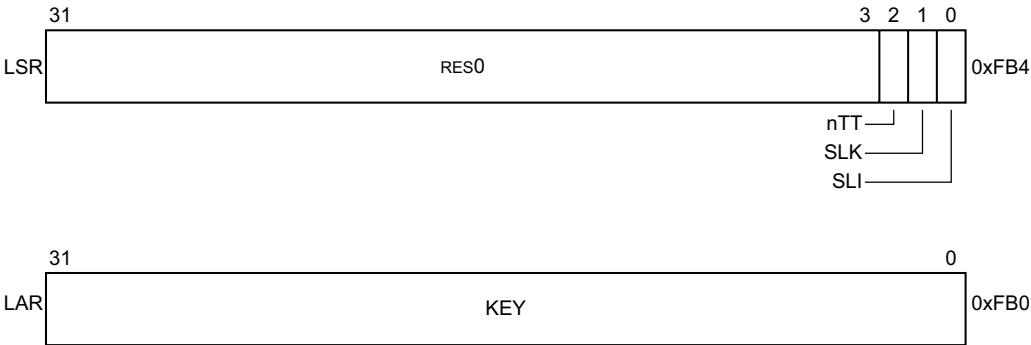 31 3 2 1 0
LSR RES0 0xFB4
nTT
SLK
SLI
31 0
LAR KEY 0xFB0